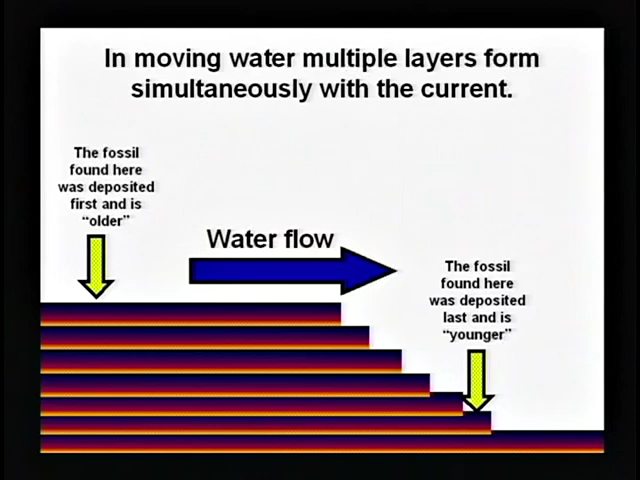 In moving water multiple layers form
simultaneously with the current.
The fossil
found here
was deposited
first and is
“older”
Water flow
The fossil
found here
was deposited
last and is
“younger”